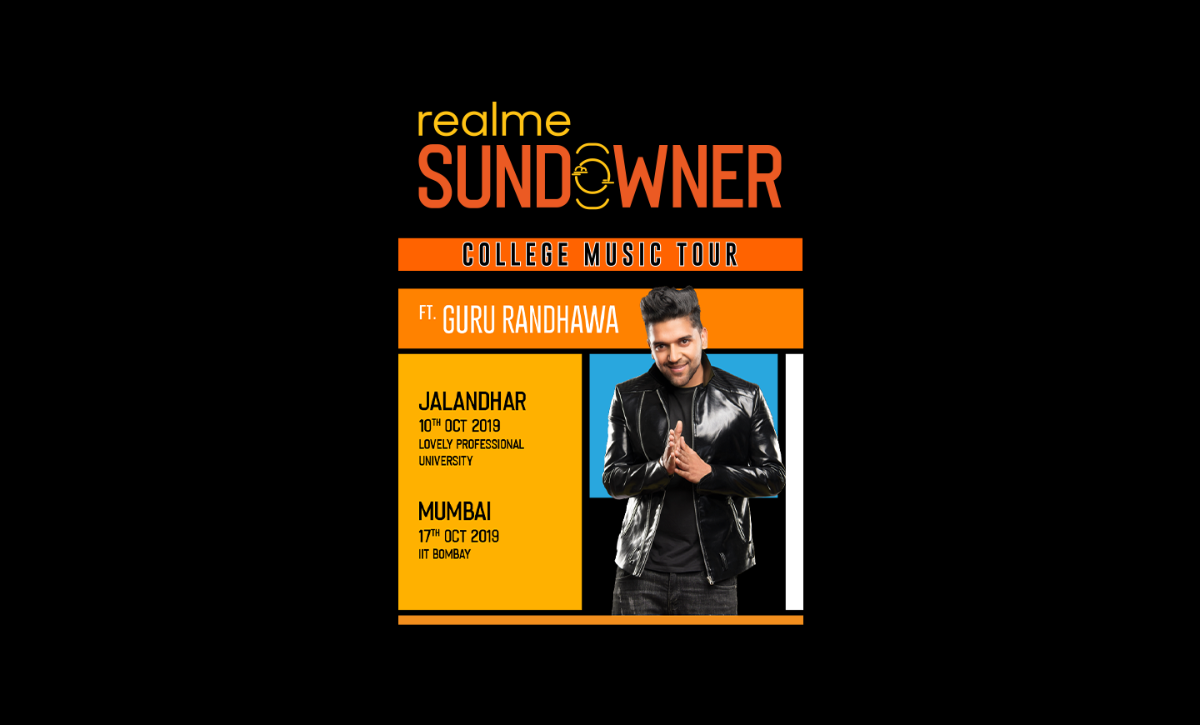 realme
SUNDOWNER
COLLEGE MUSIC TOUR
FT. GURU RANDHAWA
JALANDHAR
10TH OCT 2019
LOVELY PROFESSIONAL
UNIVERSITY
MUMBAI
17TH OCT 2019
IIT BOMBAY